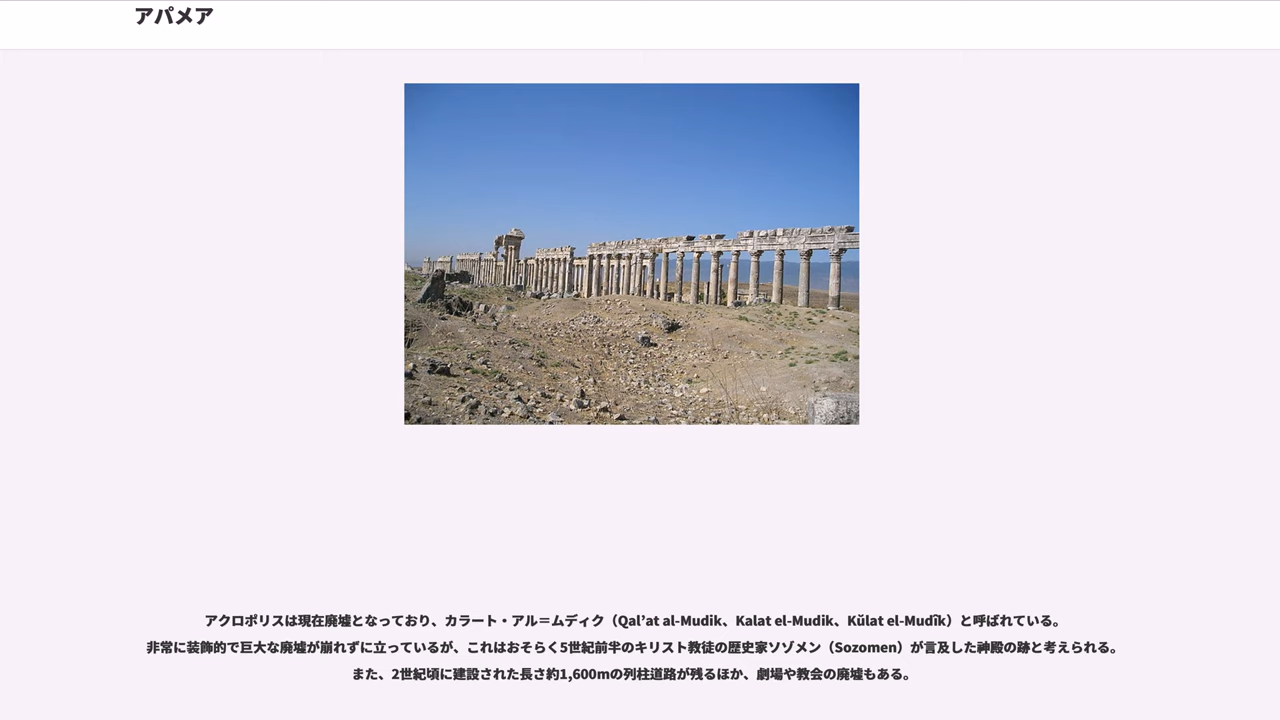 アパメア
アクロポリスは現在廃墟となっており、カラート・アル＝ムディク（Qal’at al-Mudik、Kalat el-Mudik、Kŭlat el-Mudîk）と呼ばれている。
非常に装飾的で巨大な廃墟が崩れずに立っているが、これはおそらく5世紀前半のキリスト教徒の歴史家ソゾメン（Sozomen）が言及した神殿の跡と考えられる。
また、2世紀頃に建設された長さ約1,600mの列柱道路が残るほか、劇場や教会の廃墟もある。